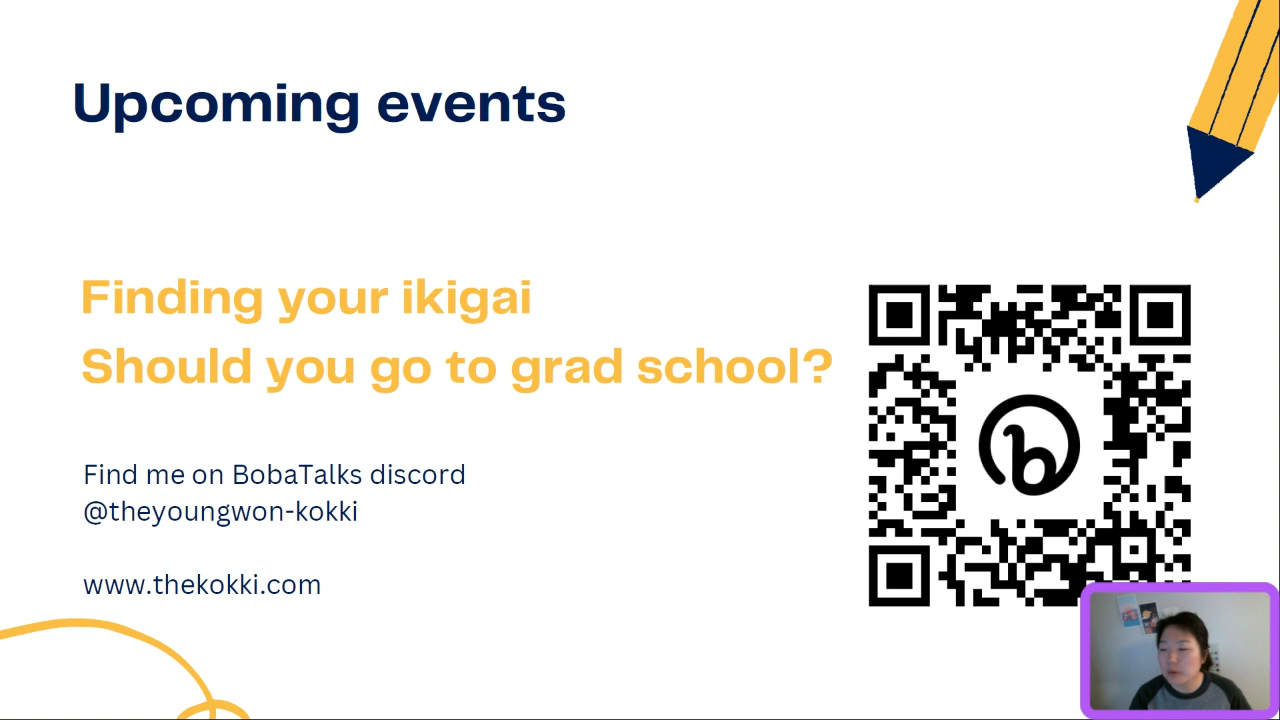 Upcoming events
Finding your ikigai
Should you go to grad school?
Find me on BobaTalks discord
@theyoungwon-kokki
www.thekokki.com